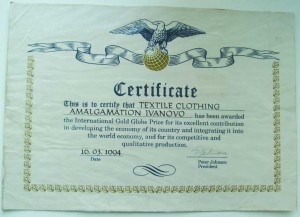 Certificate
This is to certify that TEXTILE CLOTHING
AMALGAMATION IVANOVO has been awarded
the International Gold Globe Prize for its excellent contribution
in developing the economy of its country and integrating it into
the world economy, and for its competitive and
qualitative production.
16.03.1994
Date
Peter Johnson
President